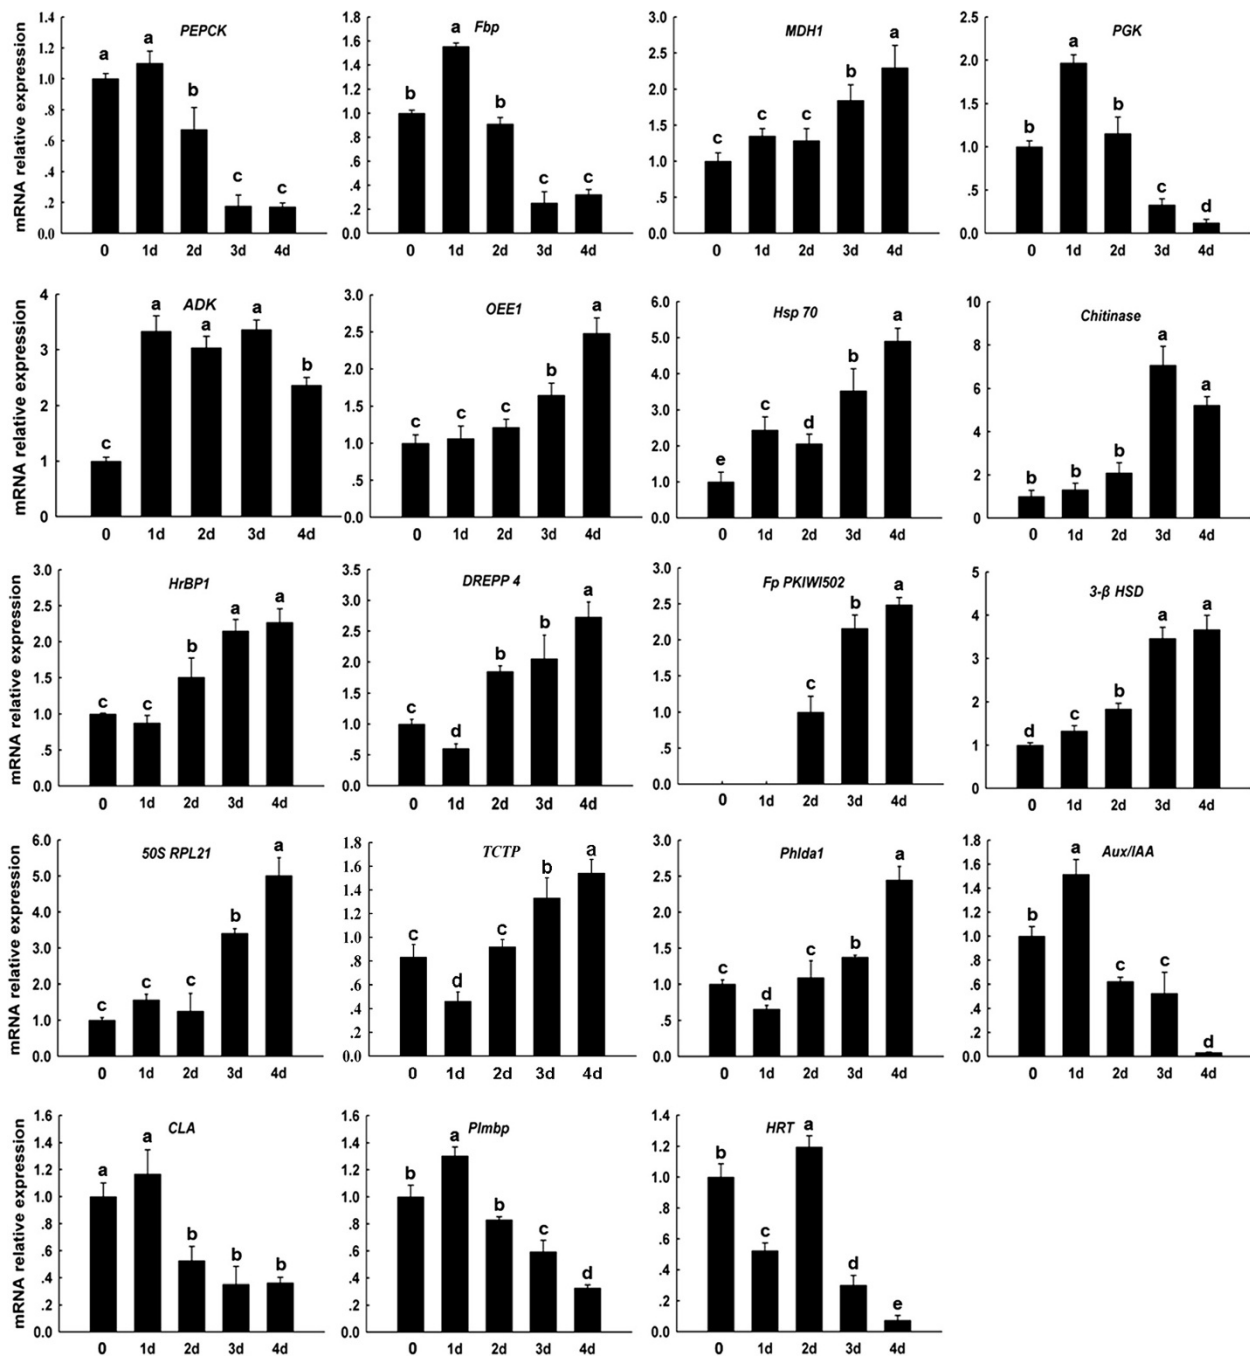 PEPCK
mRNA relative expression
1.4
1.2
1.0
.8
.6
.4
.2
0.0
a a b c c
0 1d 2d 3d 4d
Fbp
1.8
1.6
1.4
1.2
1.0
.8
.6
.4
.2
0.0
b a b c c
0 1d 2d 3d 4d
MDH1
3.0
2.5
2.0
1.5
1.0
.5
0.0
c c c b a
0 1d 2d 3d 4d
PGK
2.5
2.0
1.5
1.0
.5
0.0
b a b c d
0 1d 2d 3d 4d
ADK
mRNA relative expression
4
3
2
1
0
c a a a b
0 1d 2d 3d 4d
OEE1
3.0
2.5
2.0
1.5
1.0
.5
0.0
c c c b a
0 1d 2d 3d 4d
Hsp 70
6.0
5.0
4.0
3.0
2.0
1.0
0.0
e c d b a
0 1d 2d 3d 4d
Chitinase
10
8
6
4
2
0
b b b a a
0 1d 2d 3d 4d
HrBP1
mRNA relative expression
3.0
2.5
2.0
1.5
1.0
.5
0.0
c c b a a
0 1d 2d 3d 4d
DREPP 4
3.5
3.0
2.5
2.0
1.5
1.0
.5
0.0
c d b b a
0 1d 2d 3d 4d
Fp PKIWI502
3.0
2.5
2.0
1.5
1.0
.5
0.0
c b a
0 1d 2d 3d 4d
3-β HSD
5
4
3
2
1
0
d c b a a
0 1d 2d 3d 4d
50S RPL21
mRNA relative expression
6.0
5.0
4.0
3.0
2.0
1.0
0.0
c c c b a
0 1d 2d 3d 4d
TCTP
1.8
1.6
1.4
1.2
1.0
.8
.6
.4
.2
0.0
c d c b a
0 1d 2d 3d 4d
Phlda1
3.0
2.5
2.0
1.5
1.0
.5
0.0
c d c b a
0 1d 2d 3d 4d
Aux/IAA
1.8
1.6
1.4
1.2
1.0
.8
.6
.4
.2
0.0
b a c c d
0 1d 2d 3d 4d
CLA
mRNA relative expression
1.6
1.4
1.2
1.0
.8
.6
.4
.2
0.0
a a b b b
0 1d 2d 3d 4d
Plmbp
1.6
1.4
1.2
1.0
.8
.6
.4
.2
0.0
b a b c d
0 1d 2d 3d 4d
HRT
1.4
1.2
1.0
.8
.6
.4
.2
0.0
b c a d e
0 1d 2d 3d 4d